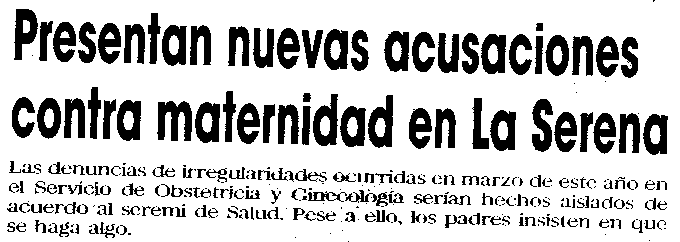 Presentan nuevas acusaciones
contra maternidad en La Serena
Las denuncias de irregularidades ocurridas en marzo de este año en
el Servicio de Obstetricia y Ginecología serían hechos aislados de
acuerdo al seremi de Salud. Pese a ello, los padres insisten en que
se haga algo.